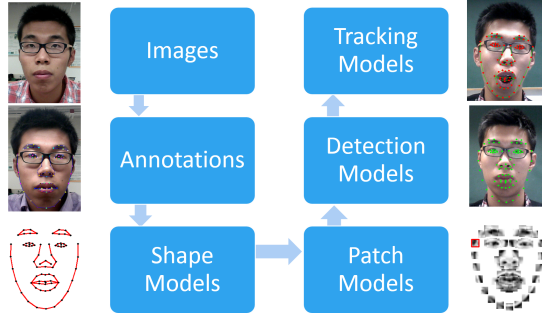 Images
Annotations
Shape
Models
Patch
Models
Detection
Models
Tracking
Models